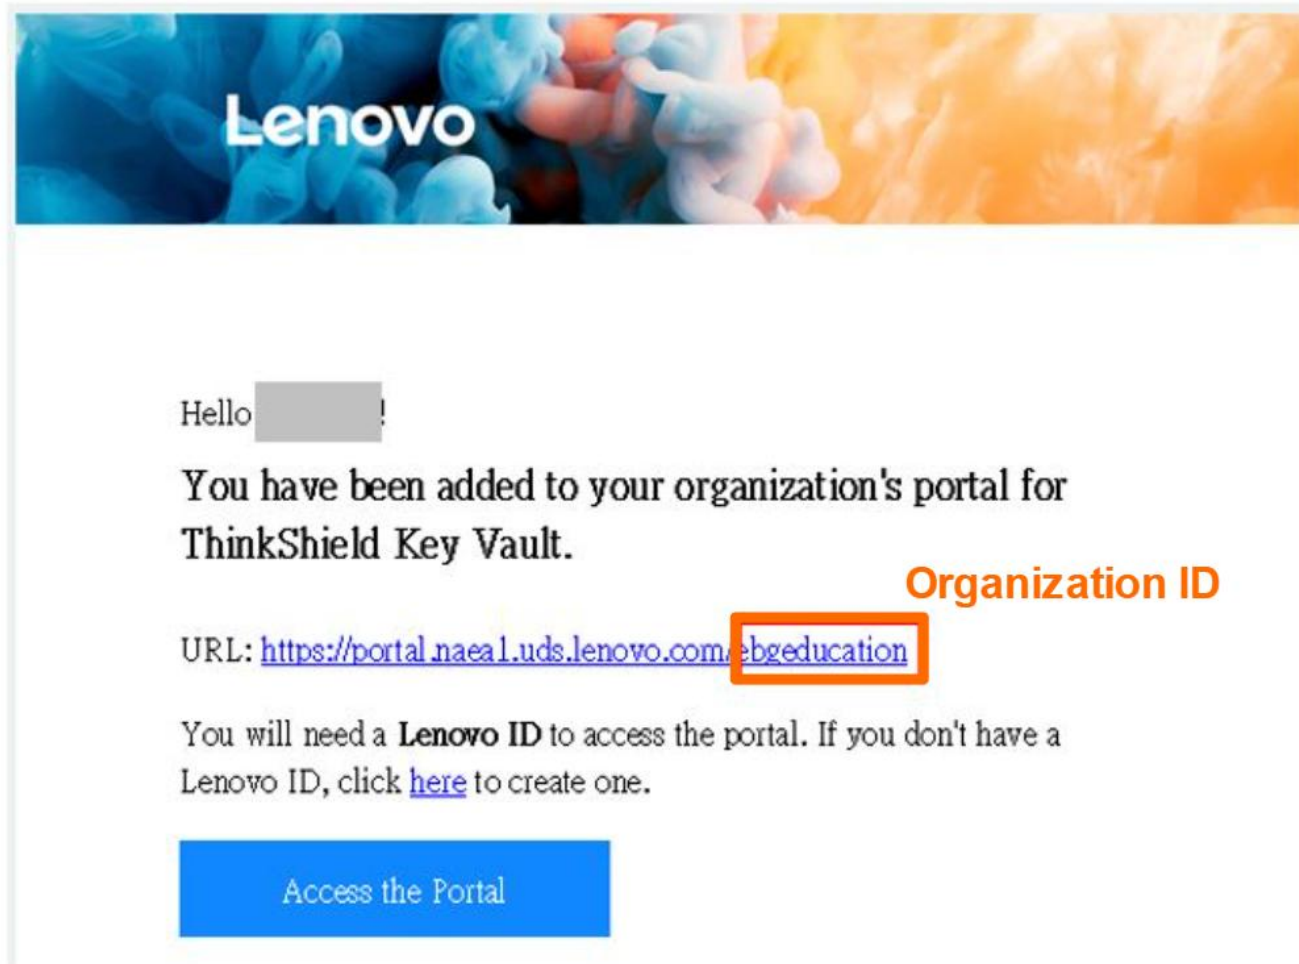 Lenovo
Hello !
You have been added to your organization's portal for
ThinkShield Key Vault.
Organization ID
URL: https://portal.naea1.uds.lenovo.com/ebgeducation
You will need a Lenovo ID to access the portal. If you don't have a
Lenovo ID, click here to create one.
Access the Portal